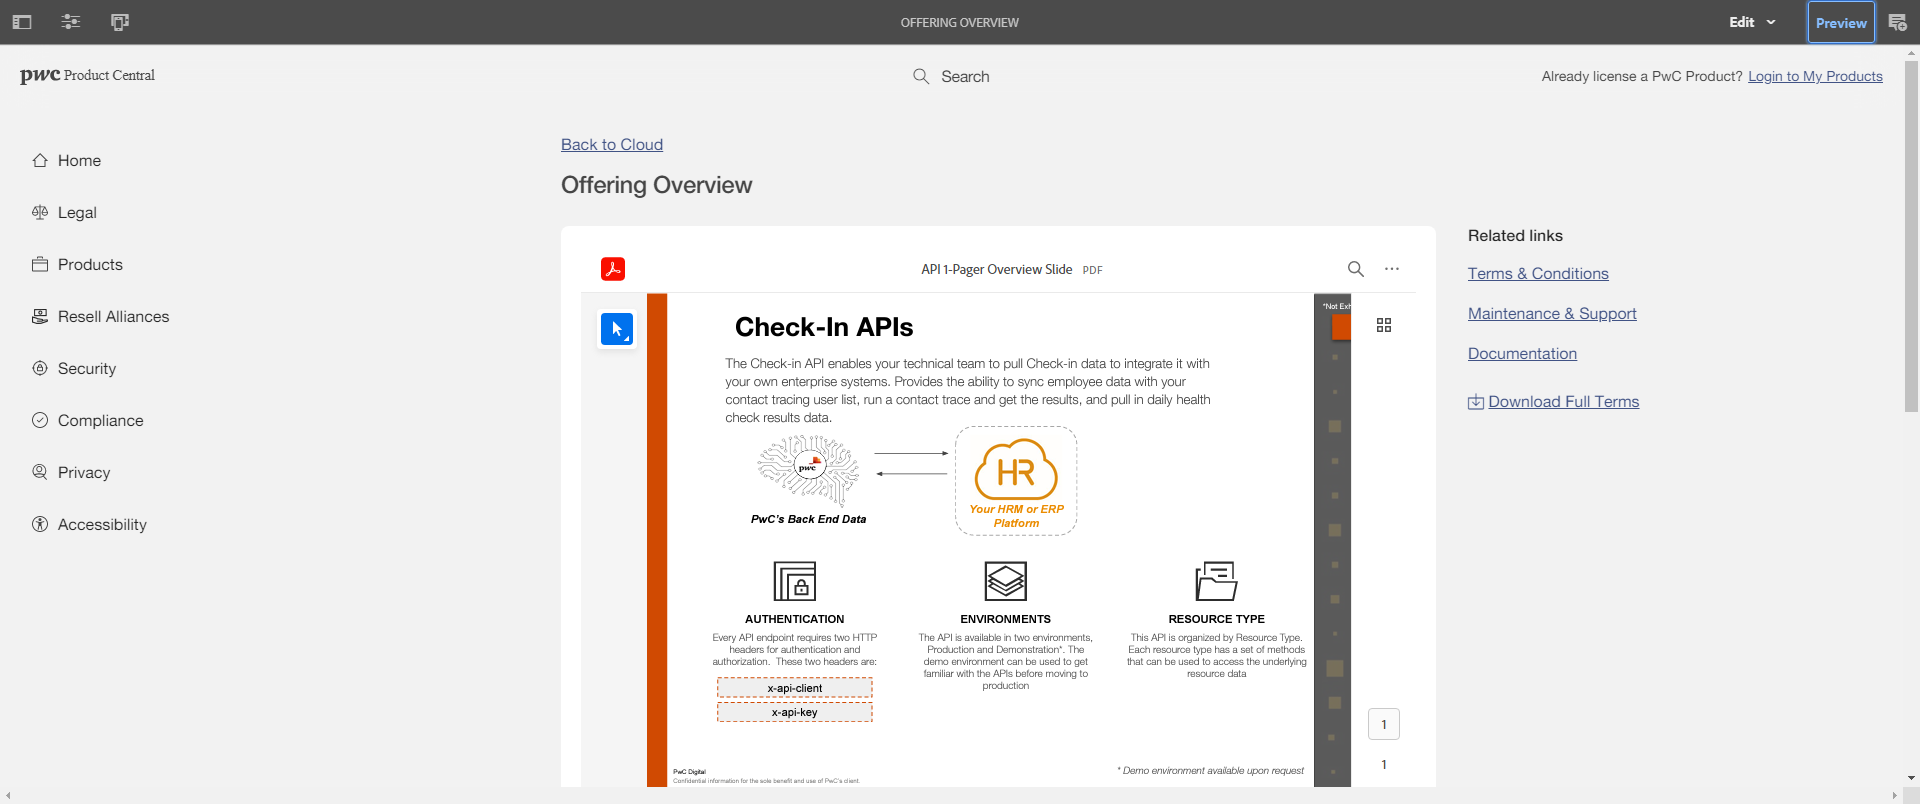 OFFERING OVERVIEW
Edit
Preview
pwc Product Central
Search
Already license a PwC Product? Login to My Products
Home
Legal
Products
Resell Alliances
Security
Compliance
Privacy
Accessibility
Back to Cloud
Offering Overview
API 1-Pager Overview Slide PDF
*Not Exh
Check-In APIs
The Check-in API enables your technical team to pull Check-in data to integrate it with
your own enterprise systems. Provides the ability to sync employee data with your
contact tracing user list, run a contact trace and get the results, and pull in daily health
check results data.
pwc
HR
Your HRM or ERP
Platform
PwC's Back End Data
AUTHENTICATION
Every API endpoint requires two HTTP
headers for authentication and
authorization. These two headers are:
x-api-client
x-api-key
ENVIRONMENTS
The API is available in two environments,
Production and Demonstration*. The
demo environment can be used to get
familiar with the APIs before moving to
production
RESOURCE TYPE
This API is organized by Resource Type.
Each resource type has a set of methods
that can be used to access the underlying
resource data
PwC Digital
Confidential information for the sole benefit and use of PwC's client.
* Demo environment available upon request
1
1
Related links
Terms & Conditions
Maintenance & Support
Documentation
Download Full Terms